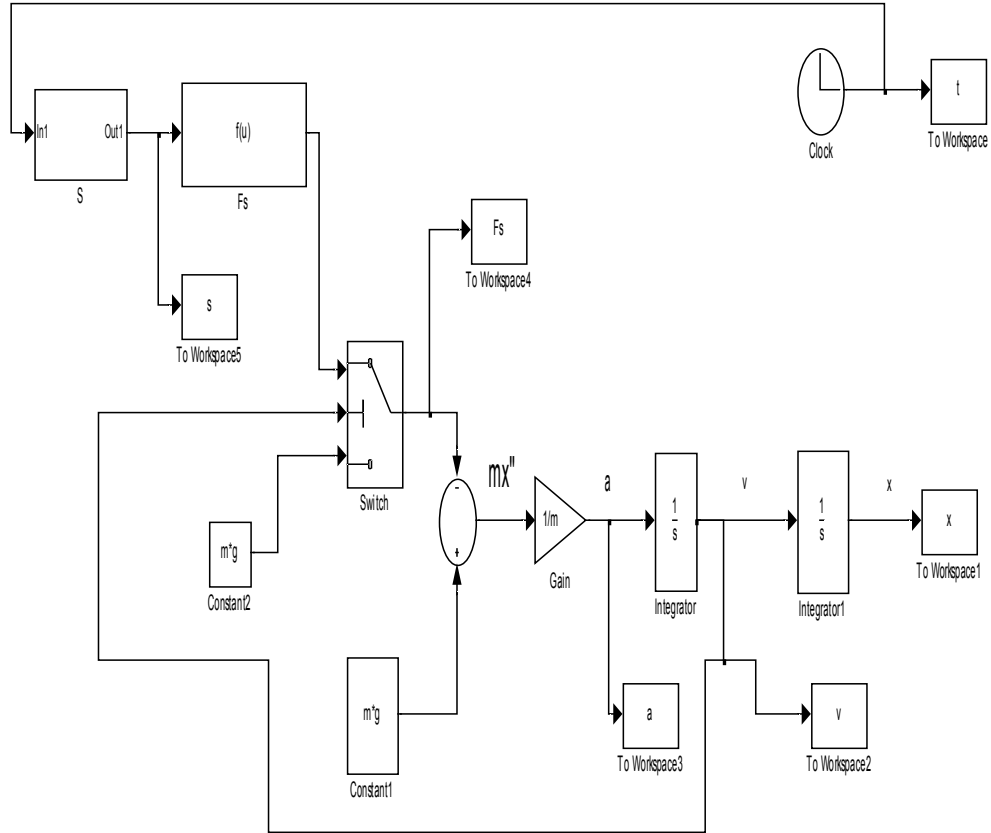 t
To Workspace
Clock
In1
Out1
S
f(u)
Fs
Fs
To Workspace4
s
To Workspace5
Switch
-
+
mx"
1/m
Gain
a
1
s
Integrator
v
1
s
Integrator1
x
x
To Workspace1
m*g
Constant2
m*g
Constant1
a
To Workspace3
v
To Workspace2